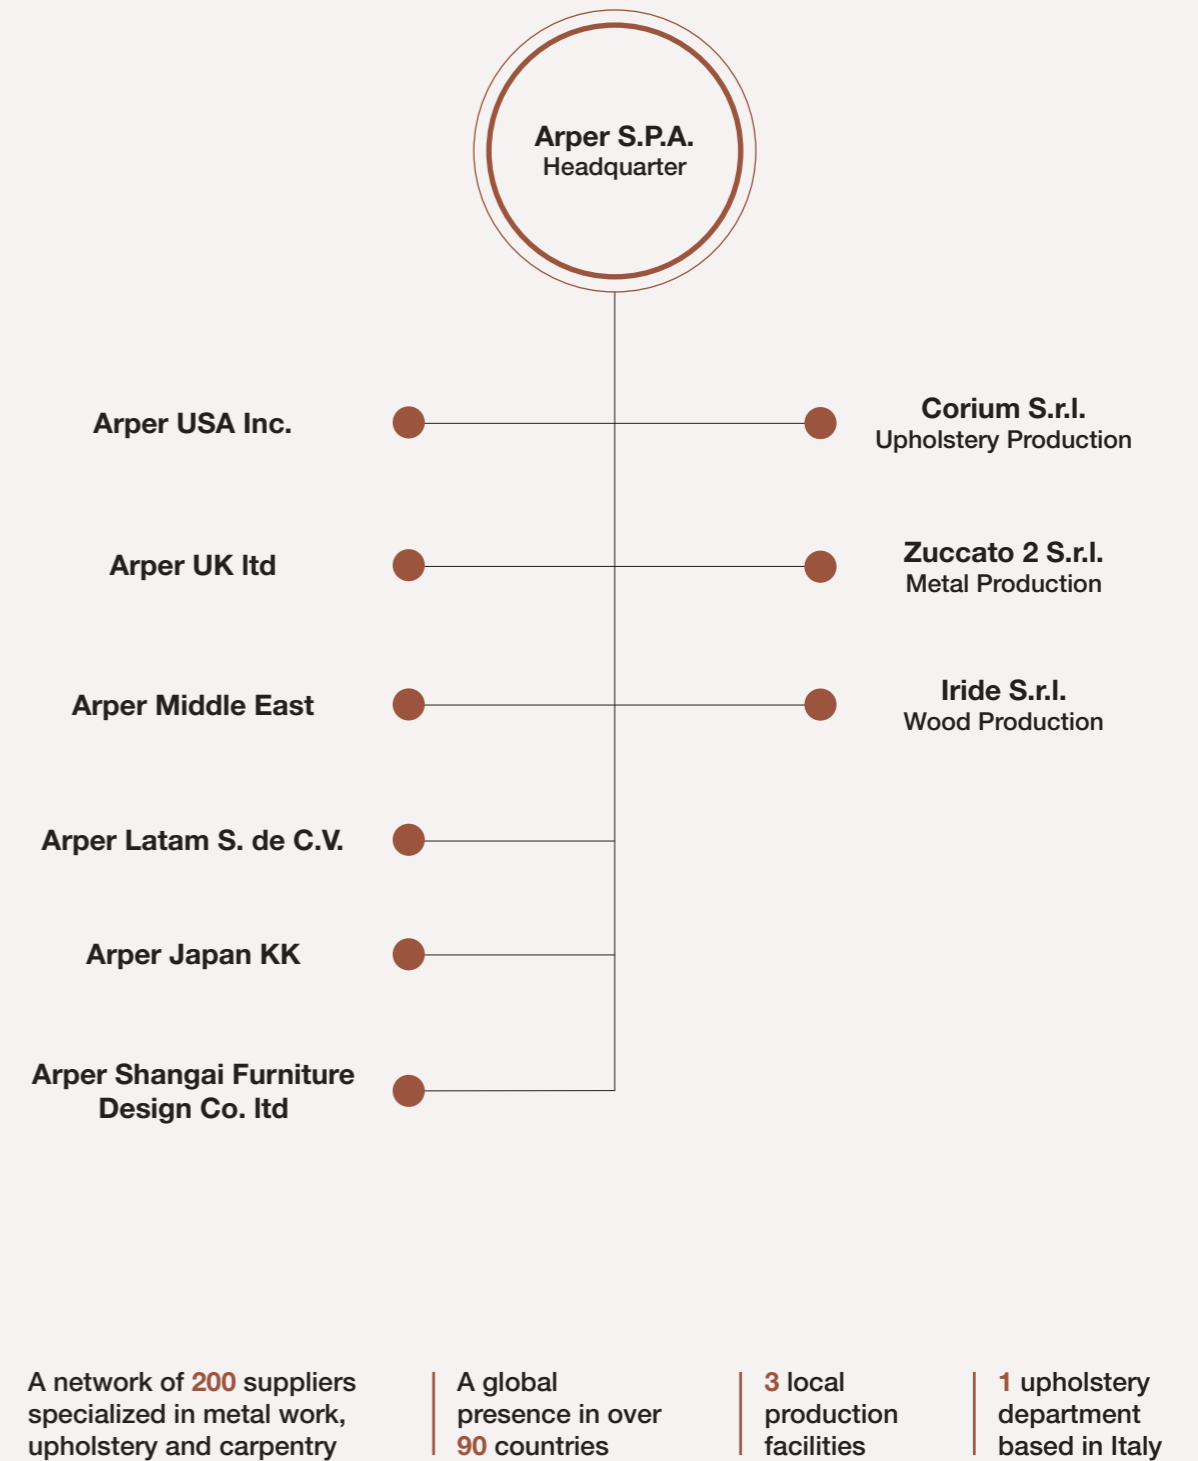 Arper S.P.A.
Headquarter
Arper USA Inc.
Corium S.r.l.
Upholstery Production
Arper UK ltd
Zuccato 2 S.r.l.
Metal Production
Arper Middle East
Iride S.r.l.
Wood Production
Arper Latam S. de C.V.
Arper Japan KK
Arper Shangai Furniture
Design Co. ltd
A network of 200 suppliers
specialized in metal work,
upholstery and carpentry
A global
presence in over
90 countries
3 local
production
facilities
1 upholstery
department
based in Italy